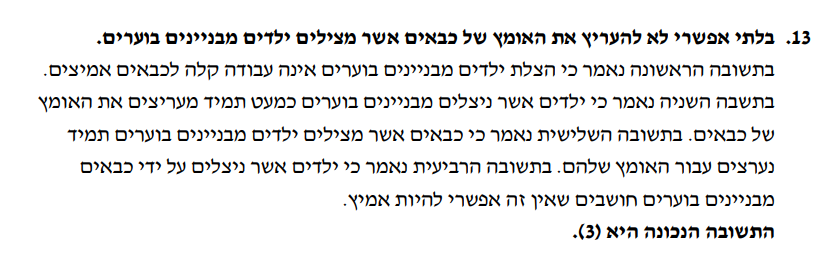 13. בלתי אפשרי לא להעריץ את האומץ של כבאים אשר מצילים ילדים מבניינים בוערים.
בתשובה הראשונה נאמר כי הצלת ילדים מבניינים בוערים אינה עבודה קלה לכבאים אמיצים.
בתשבה השניה נאמר כי ילדים אשר ניצלים מבניינים בוערים כמעט תמיד מעריצים את האומץ
של כבאים. בתשובה השלישית נאמר כי כבאים אשר מצילים ילדים מבניינים בוערים תמיד
נערצים עבור האומץ שלהם. בתשובה הרביעית נאמר כי ילדים אשר ניצלים על ידי כבאים
מבניינים בוערים חושבים שאין זה אפשרי להיות אמיץ.
התשובה הנכונה היא (3).